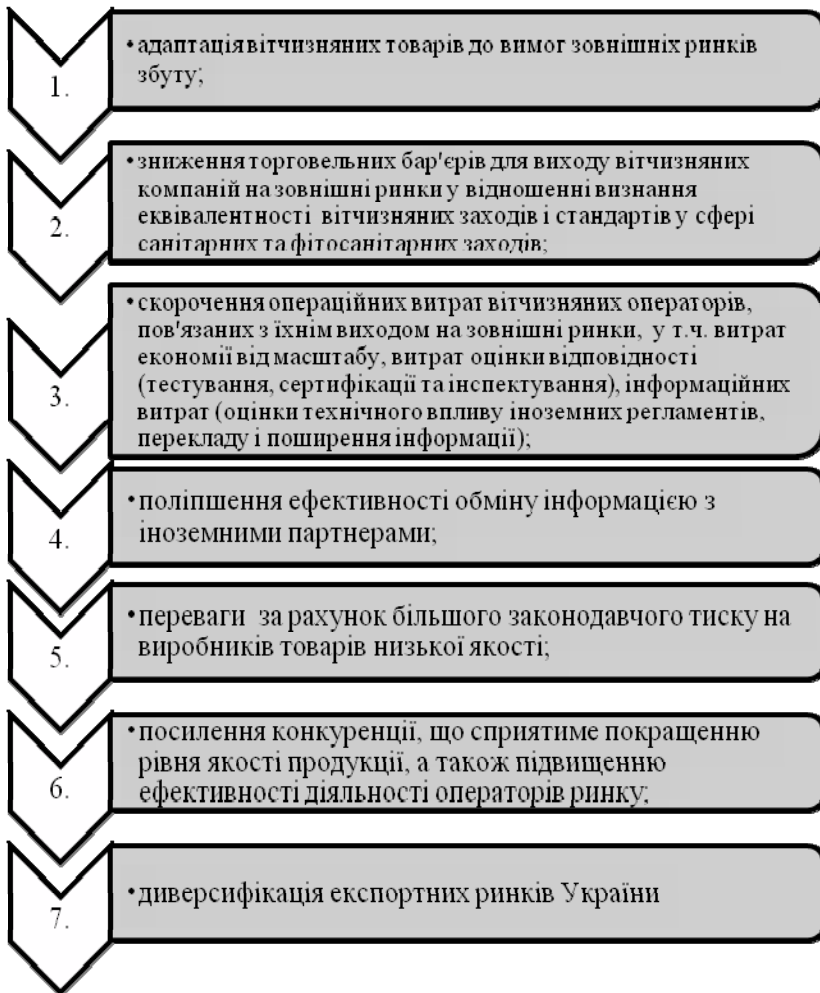 1.
•адаптація вітчизняних товарів до вимог зовнішніх ринків
збуту;
2.
•зниження торговельних бар'єрів для виходу вітчизняних
компаній на зовнішні ринки у відношенні визнання
еквівалентності вітчизняних заходів і стандартів у сфері
санітарних та фітосанітарних заходів;
3.
•скорочення операційних витрат вітчизняних операторів,
пов'язаних з їхнім виходом на зовнішні ринки, у т.ч. витрат
економії від масштабу, витрат оцінки відповідності
(тестування, сертифікації та інспектування), інформаційних
витрат (оцінки технічного впливу іноземних регламентів,
перекладу і поширення інформації);
4.
•поліпшення ефективності обміну інформацією з
іноземними партнерами;
5.
•переваги за рахунок більшого законодавчого тиску на
виробників товарів низької якості;
6.
•посилення конкуренції, що сприятиме покращенню
рівня якості продукції, а також підвищенню
ефективності діяльності операторів ринку;
7.
•диверсифікація експортних ринків України